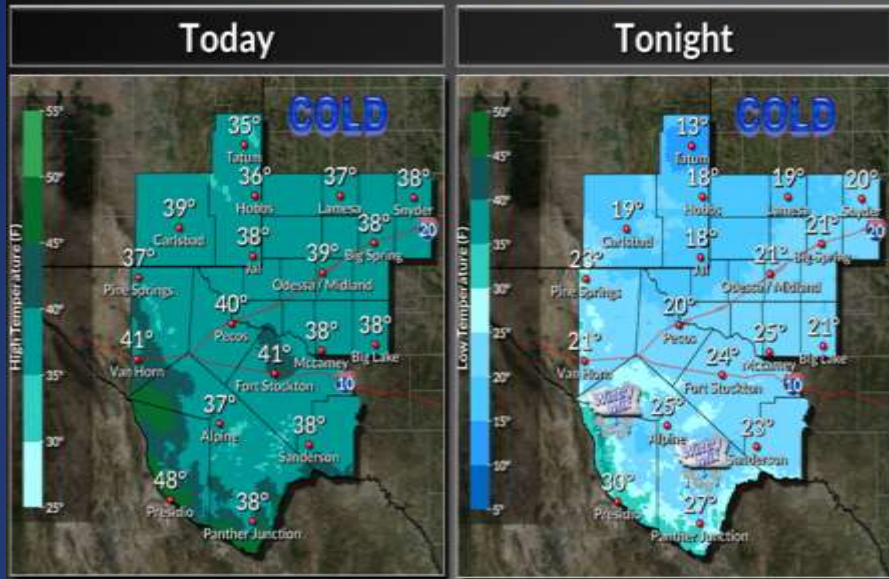 Today
COLD
High Temperature (F)
55°
50°
45°
40°
35°
30°
25°
35°
Tatum
36°
Hobbs
37°
Lamesa
38°
Snyder
39°
Carlsbad
38°
Jal
38°
Big Spring
20
37°
Pine Springs
39°
Odessa / Midland
40°
Pecos
41°
Van Horn
41°
Fort Stockton
38°
McCamey
38°
Big Lake
10
37°
Alpine
38°
Sanderson
48°
Presidio
38°
Panther Junction
Tonight
COLD
Low Temperature (F)
50°
45°
40°
35°
30°
25°
20°
15°
10°
5°
13°
Tatum
18°
Hobbs
19°
Lamesa
20°
Snyder
19°
Carlsbad
18°
Jal
21°
Big Spring
20
23°
Pine Springs
21°
Odessa / Midland
20°
Pecos
21°
Van Horn
24°
Fort Stockton
25°
McCamey
21°
Big Lake
10
25°
Alpine
23°
Sanderson
30°
Presidio
27°
Panther Junction